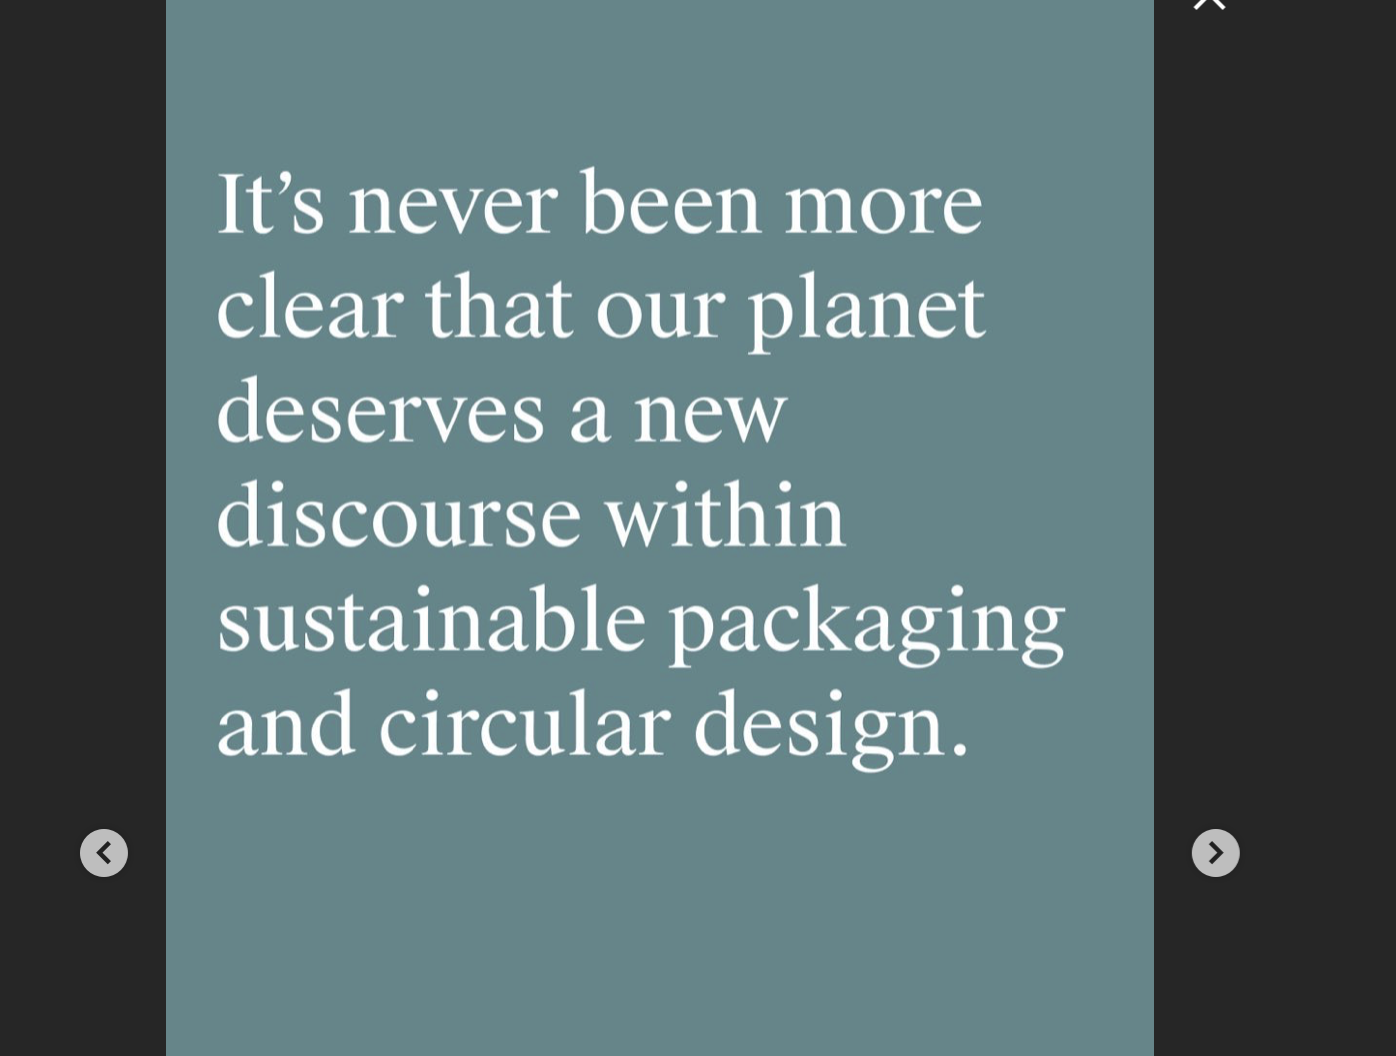 It’s never been more
clear that our planet
deserves a new
discourse within
sustainable packaging
and circular design.